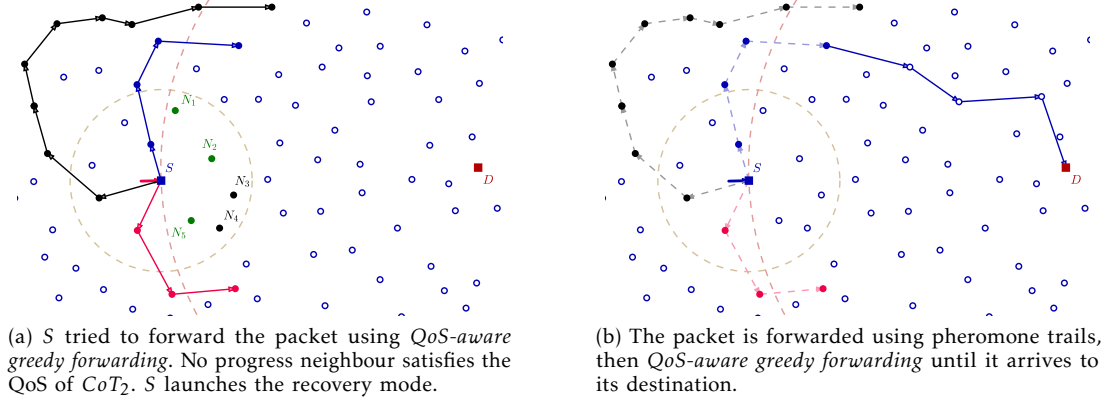 N1
N2
S
N3
D
N4
N5
S
D
(a) S tried to forward the packet using QoS-aware
greedy forwarding. No progress neighbour satisfies the
QoS of CoT2. S launches the recovery mode.
(b) The packet is forwarded using pheromone trails,
then QoS-aware greedy forwarding until it arrives to
its destination.